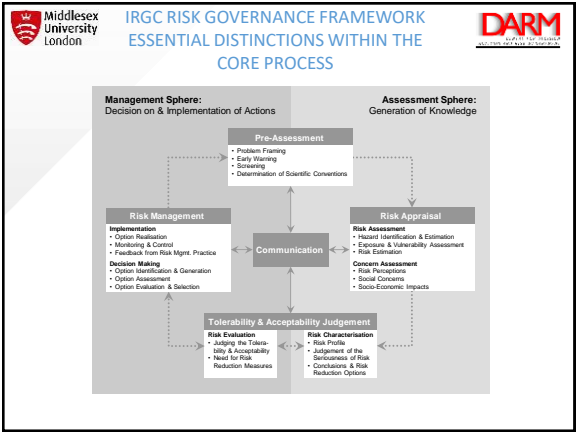 Middlesex
University
London
IRGC RISK GOVERNANCE FRAMEWORK
ESSENTIAL DISTINCTIONS WITHIN THE
CORE PROCESS
DARM
Management Sphere:
Decision on & Implementation of Actions
Assessment Sphere:
Generation of Knowledge
Pre-Assessment
• Problem Framing
• Early Warning
• Screening
• Determination of Scientific Conventions
Risk Management
Implementation
• Option Realisation
• Monitoring & Control
• Feedback from Risk Mgmt. Practice
Decision Making
• Option Identification & Generation
• Option Assessment
• Option Evaluation & Selection
Communication
Risk Appraisal
Risk Assessment
• Hazard Identification & Estimation
• Exposure & Vulnerability Assessment
• Risk Estimation
Concern Assessment
• Risk Perceptions
• Social Concerns
• Socio-Economic Impacts
Tolerability & Acceptability Judgement
Risk Evaluation
• Judging the Tolera-
bility & Acceptability
• Need for Risk
Reduction Measures
Risk Characterisation
• Risk Profile
• Judgement of the
Seriousness of Risk
• Conclusions & Risk
Reduction Options